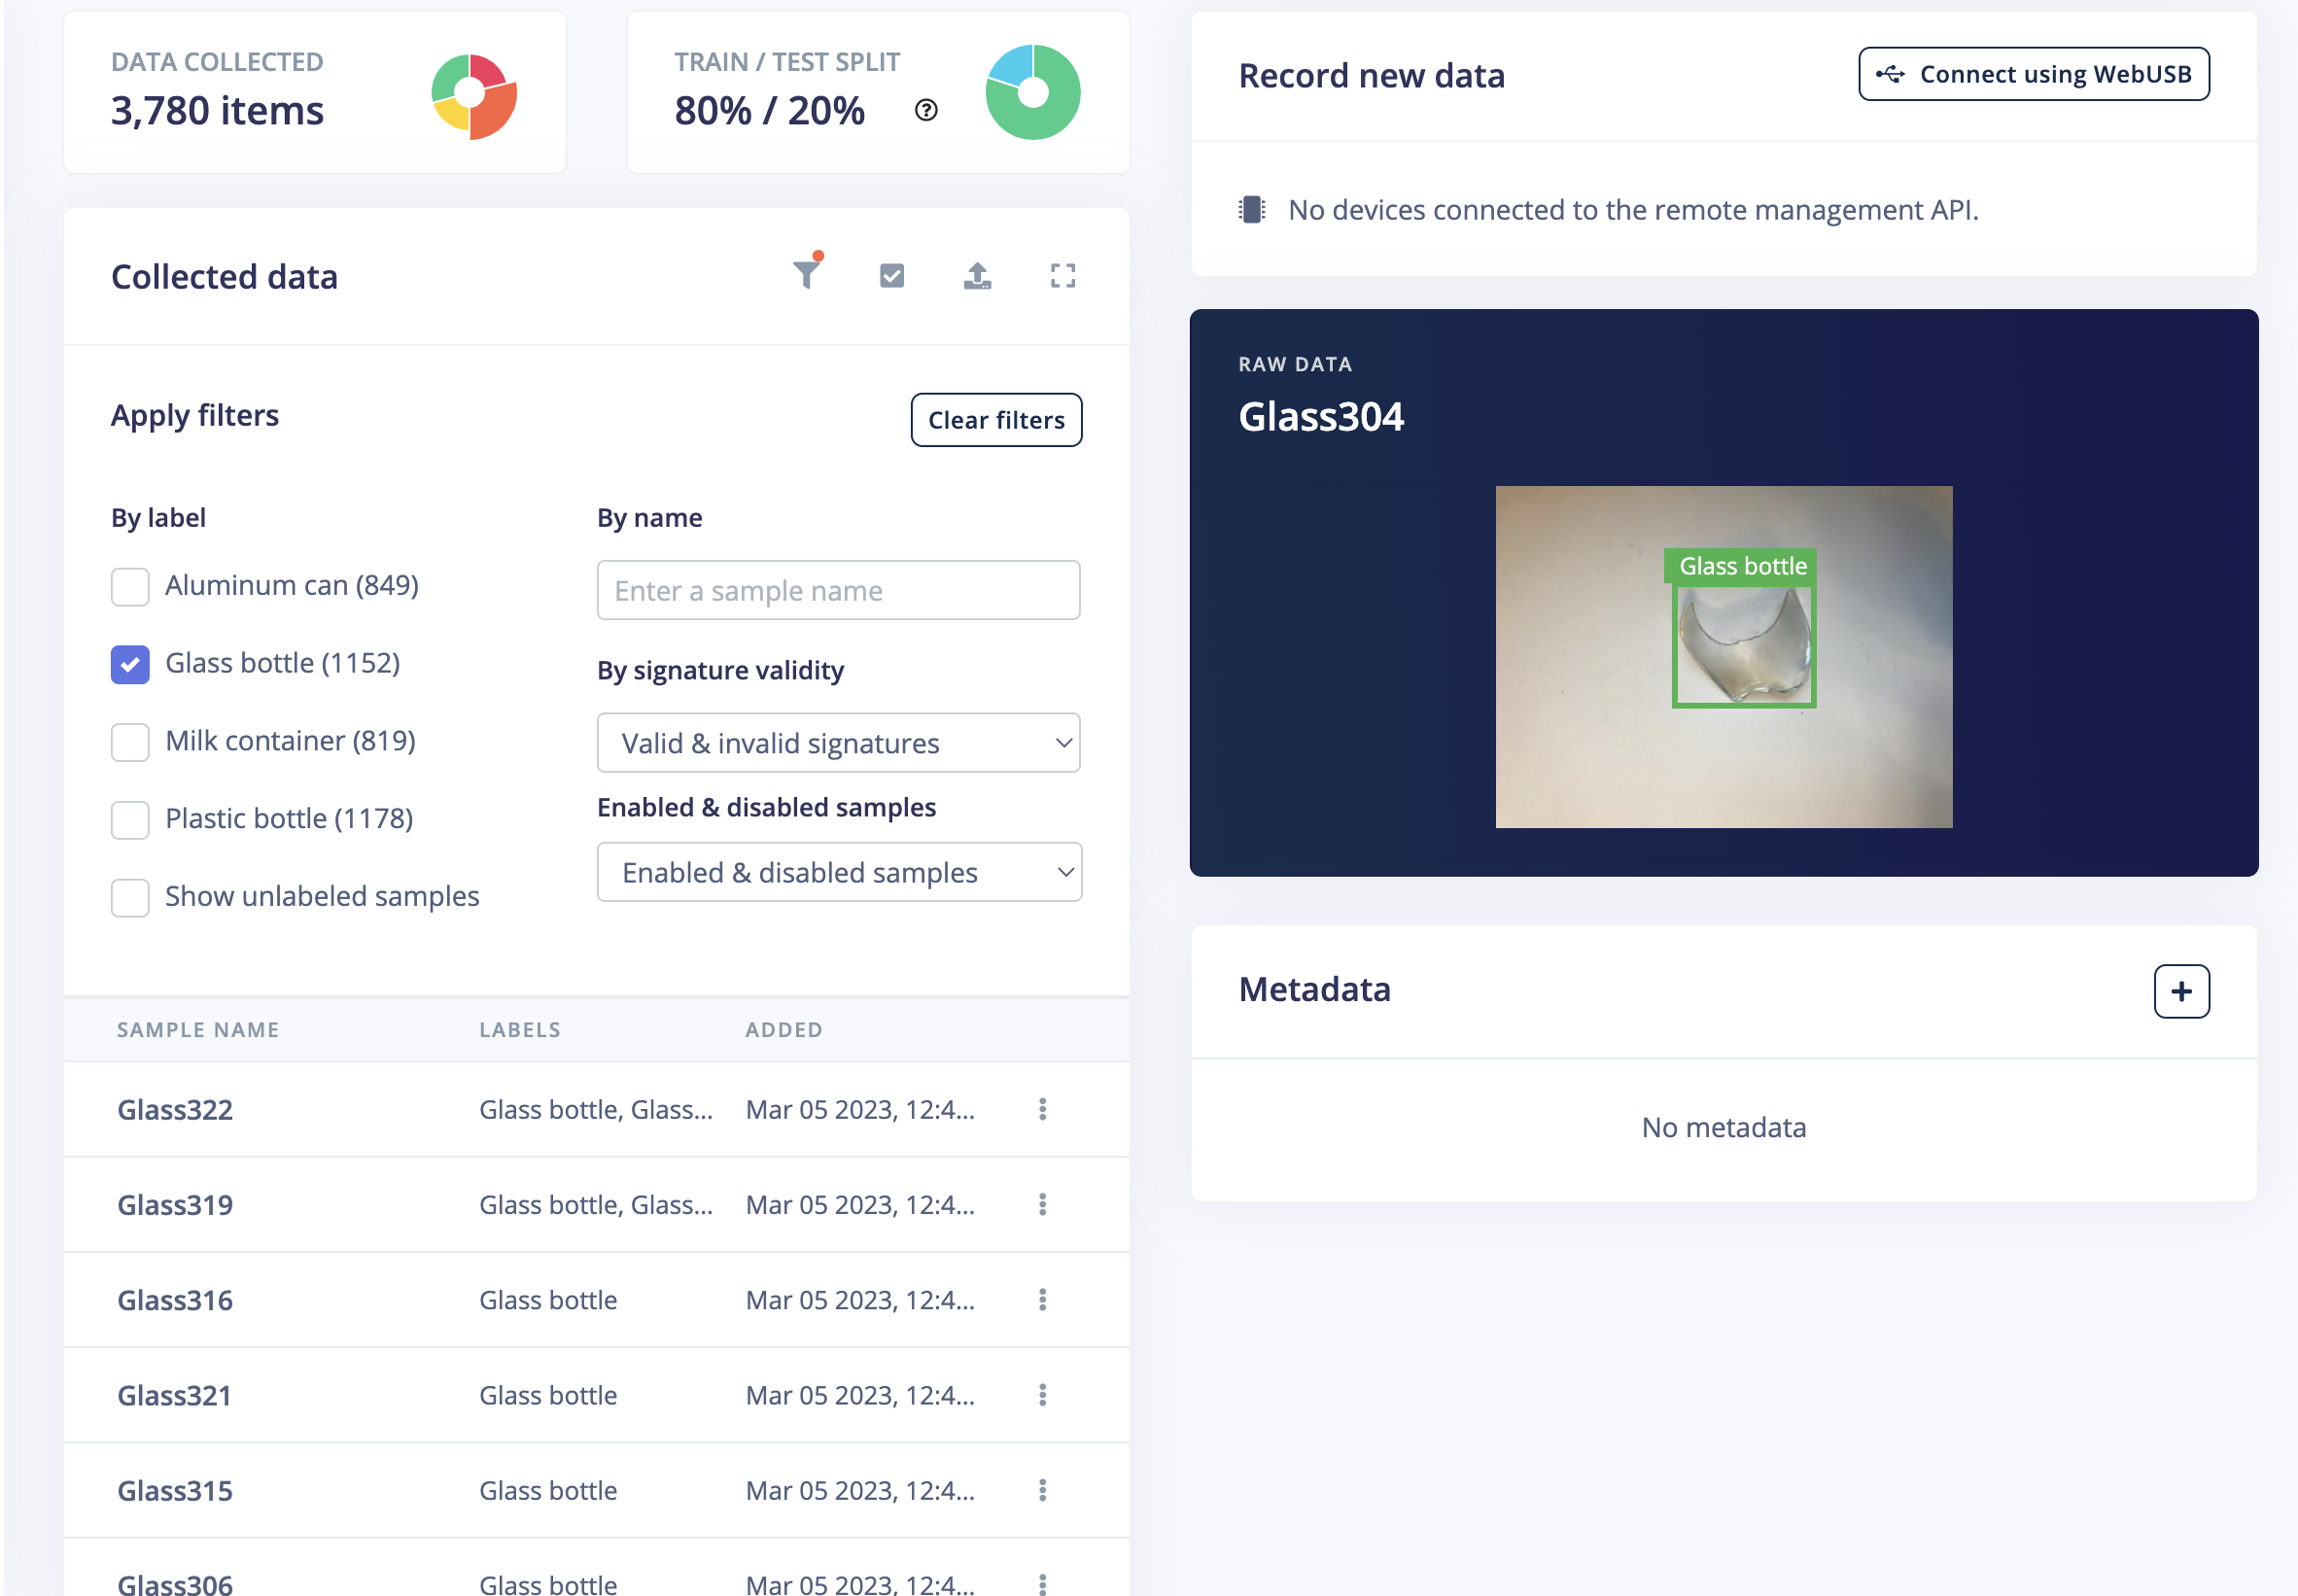 DATA COLLECTED
3,780 items
TRAIN / TEST SPLIT
80% / 20%
Collected data
Apply filters
Clear filters
By label
Aluminum can (849)
Glass bottle (1152)
Milk container (819)
Plastic bottle (1178)
Show unlabeled samples
By name
Enter a sample name
By signature validity
Valid & invalid signatures
Enabled & disabled samples
Enabled & disabled samples
SAMPLE NAME LABELS ADDED
Glass322 Glass bottle, Glass... Mar 05 2023, 12:4...
Glass319 Glass bottle, Glass... Mar 05 2023, 12:4...
Glass316 Glass bottle Mar 05 2023, 12:4...
Glass321 Glass bottle Mar 05 2023, 12:4...
Glass315 Glass bottle Mar 05 2023, 12:4...
Glass306 Glass bottle Mar 05 2023, 12:4...
Record new data
Connect using WebUSB
No devices connected to the remote management API.
RAW DATA
Glass304
Glass bottle
Metadata
No metadata